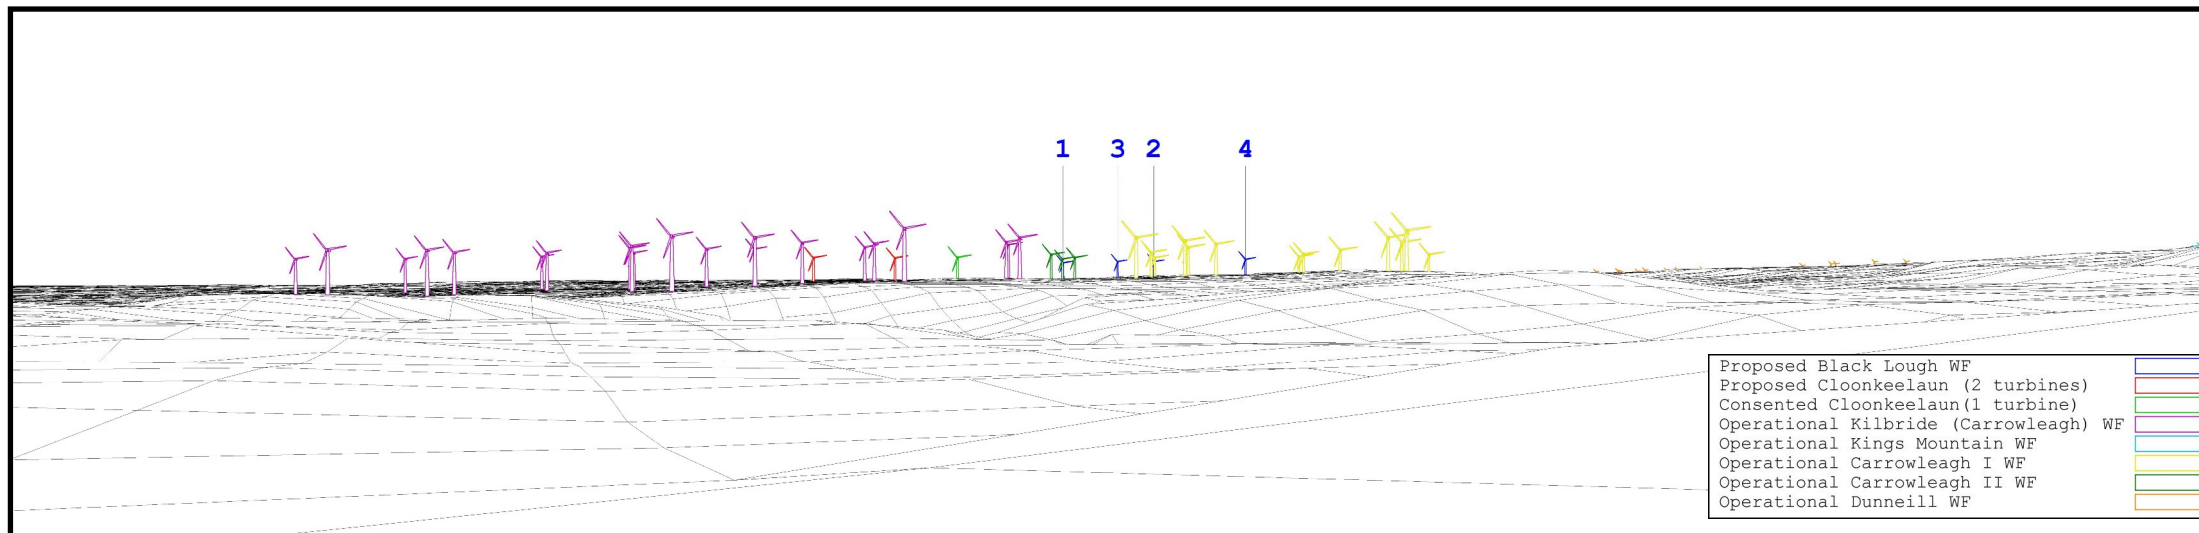 1 3 2 4
Proposed Black Lough WF
Proposed Cloonkeelaun (2 turbines)
Consented Cloonkeelaun(1 turbine)
Operational Kilbride (Carrowleagh) WF
Operational Kings Mountain WF
Operational Carrowleagh I WF
Operational Carrowleagh II WF
Operational Dunneill WF